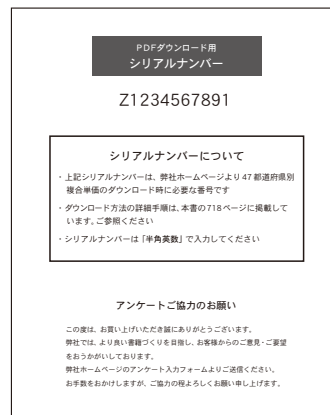 PDFダウンロード用
シリアルナンバー
Z1234567891
シリアルナンバーについて
・上記シリアルナンバーは、弊社ホームページより47都道府県別
複合単価のダウンロード時に必要な番号です
・ダウンロード方法の詳細手順は、本書の718ページに掲載して
います。ご参照ください
・シリアルナンバーは「半角英数」で入力してください
アンケートご協力のお願い
この度は、お買い上げいただき誠にありがとうございます。
弊社では、より良い書籍づくりを目指し、お客様からのご意見・ご要望
をおうかがいしております。
弊社ホームページのアンケート入力フォームよりご送信ください。
お手数をおかけしますが、ご協力の程よろしくお願い申し上げます。